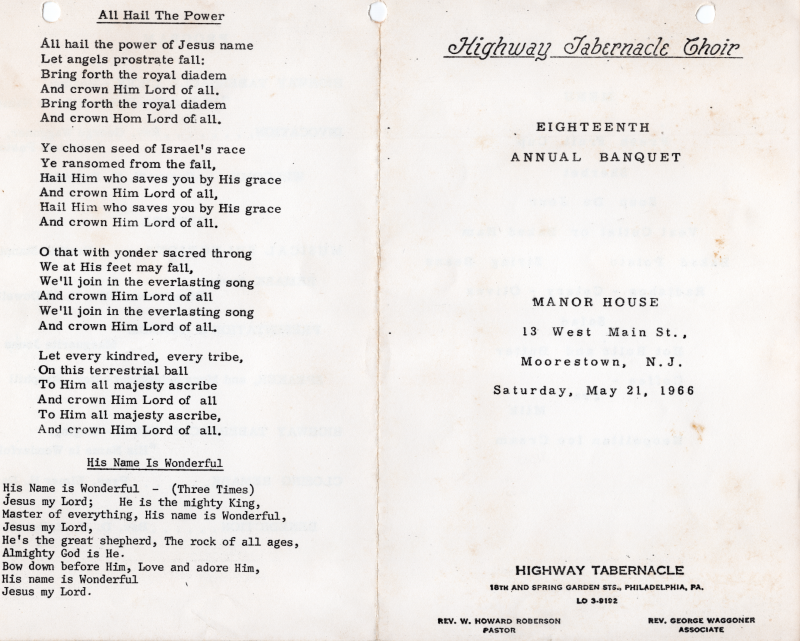 All Hail The Power
All hail the power of Jesus name
Let angels prostrate fall:
Bring forth the royal diadem
And crown Him Lord of all.
Bring forth the royal diadem
And crown Hom Lord of all.
Ye chosen seed of Israel's race
Ye ransomed from the fall,
Hail Him who saves you by His grace
And crown Him Lord of all,
Hail Him who saves you by His grace
And crown Him Lord of all.
O that with yonder sacred throng
We at His feet may fall,
We'll join in the everlasting song
And crown Him Lord of all
We'll join in the everlasting song
And crown Him Lord of all.
Let every kindred, every tribe,
On this terrestrial ball
To Him all majesty ascribe
And crown Him Lord of all
To Him all majesty ascribe,
And crown Him Lord of all.
His Name Is Wonderful
His Name is Wonderful - (Three Times)
Jesus my Lord; He is the mighty King,
Master of everything, His name is Wonderful,
Jesus my Lord,
He's the great shepherd, The rock of all ages,
Almighty God is He.
Bow down before Him, Love and adore Him,
His name is Wonderful
Jesus my Lord.
Highway Tabernacle Choir
EIGHTEENTH
ANNUAL BANQUET
MANOR HOUSE
13 West Main St.,
Moorestown, N.J.
Saturday, May 21, 1966
HIGHWAY TABERNACLE
18TH AND SPRING GARDEN STS., PHILADELPHIA, PA.
LO 3-9192
REV. W. HOWARD ROBERSON
PASTOR
REV. GEORGE WAGGONER
ASSOCIATE